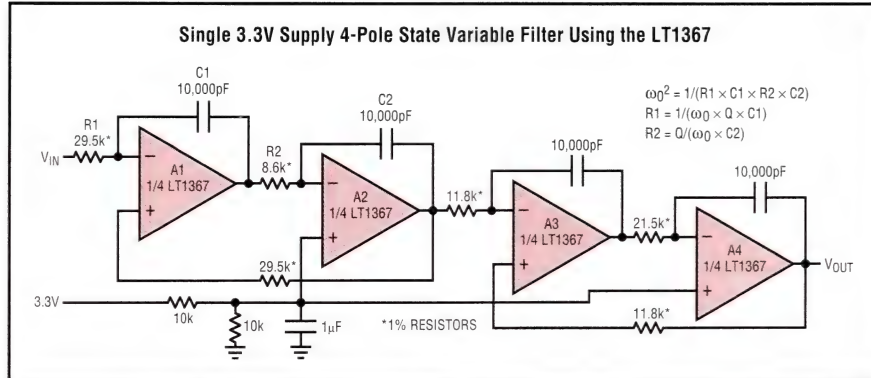 Single 3.3V Supply 4-Pole State Variable Filter Using the LT1367
C1
10,000pF
C2
10,000pF
ω0² = 1/(R1 × C1 × R2 × C2)
R1 = 1/(ω0 × Q × C1)
R2 = Q/(ω0 × C2)
R1
29.5k*
VIN
A1
1/4 LT1367
R2
8.6k*
A2
1/4 LT1367
11.8k*
10,000pF
A3
1/4 LT1367
21.5k*
10,000pF
A4
1/4 LT1367
VOUT
29.5k*
3.3V
10k
10k
1µF
*1% RESISTORS
11.8k*
− + − + − + − +